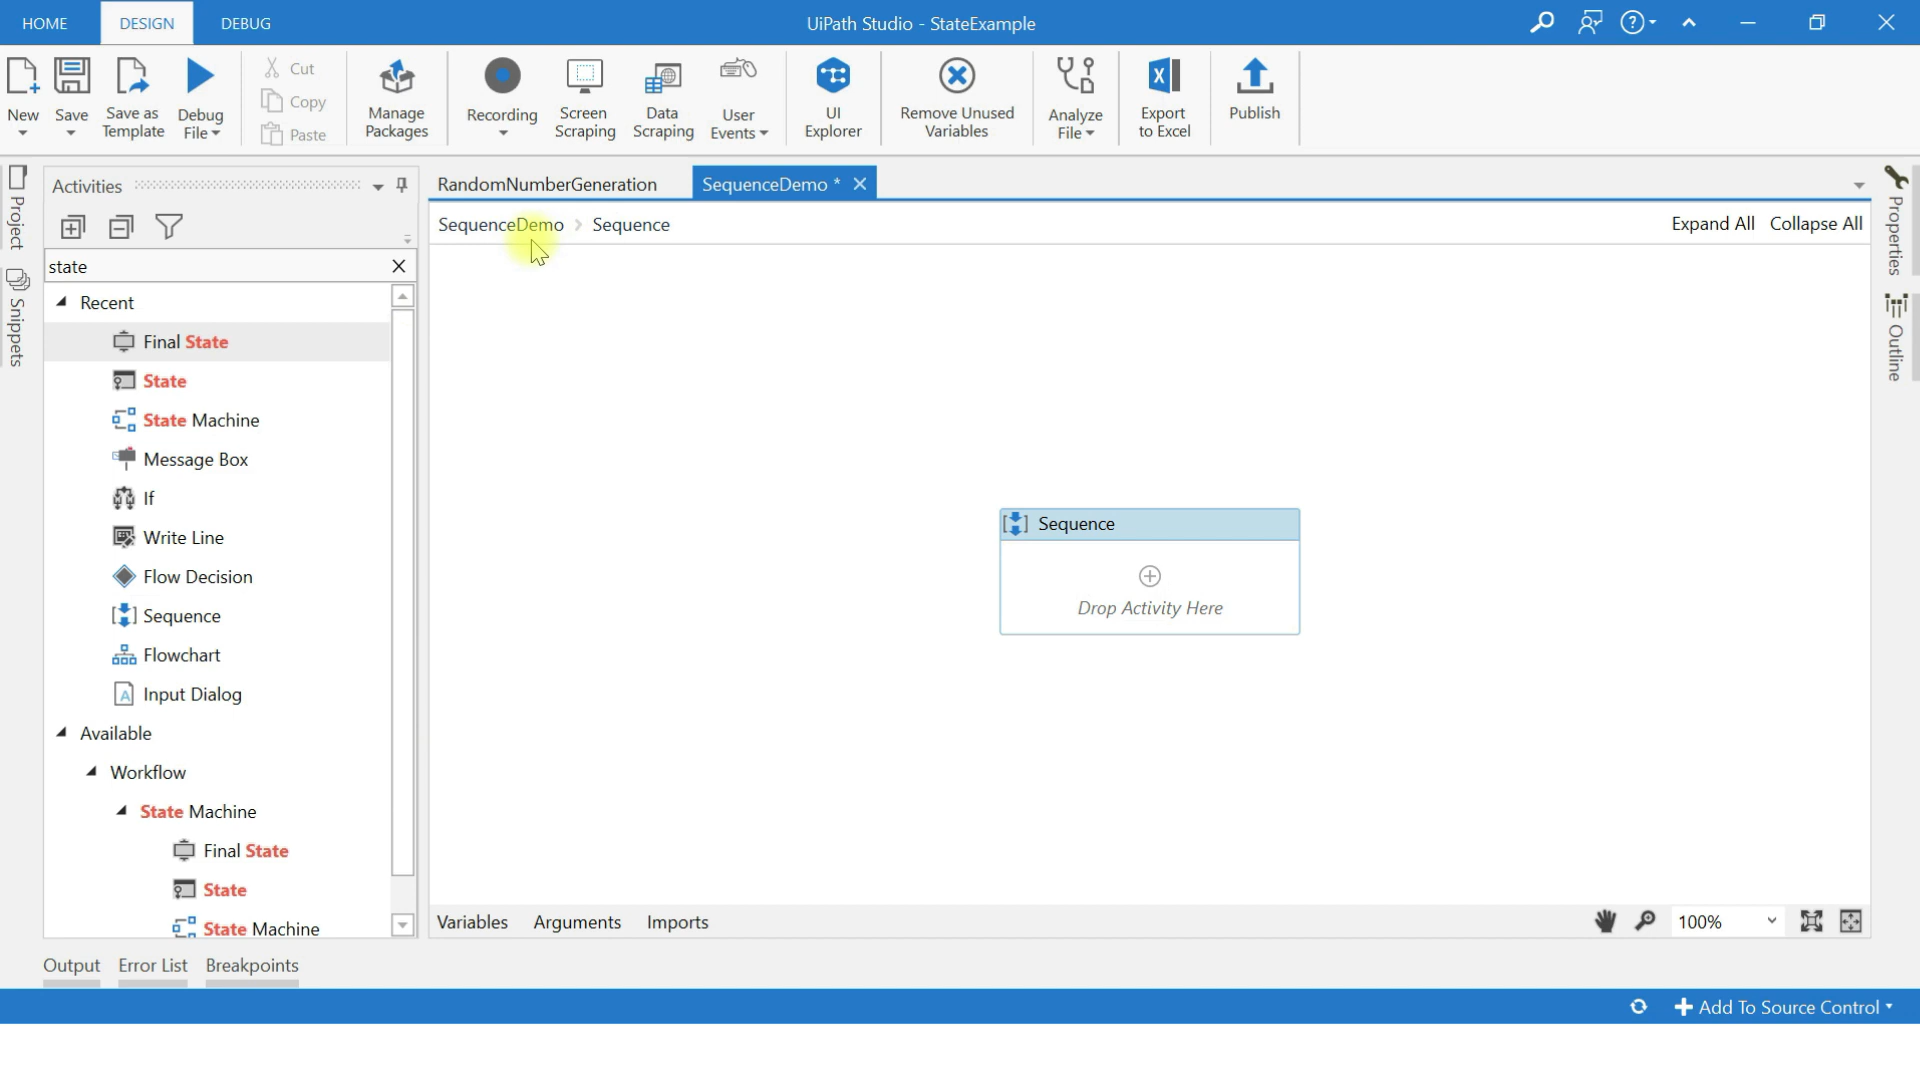 HOME DESIGN DEBUG UiPath Studio - StateExample
New Save Save as Template Debug File Cut Copy Paste Manage Packages Recording Screen Scraping Data Scraping User Events UI Explorer Remove Unused Variables Analyze File Export to Excel Publish
Project
Snippets
Activities
state
Recent
Final State
State
State Machine
Message Box
If
Write Line
Flow Decision
Sequence
Flowchart
Input Dialog
Available
Workflow
State Machine
Final State
State
State Machine
RandomNumberGeneration SequenceDemo *
SequenceDemo > Sequence Expand All Collapse All
Sequence
Drop Activity Here
Variables Arguments Imports 100%
Properties
Outline
Output Error List Breakpoints
Add To Source Control